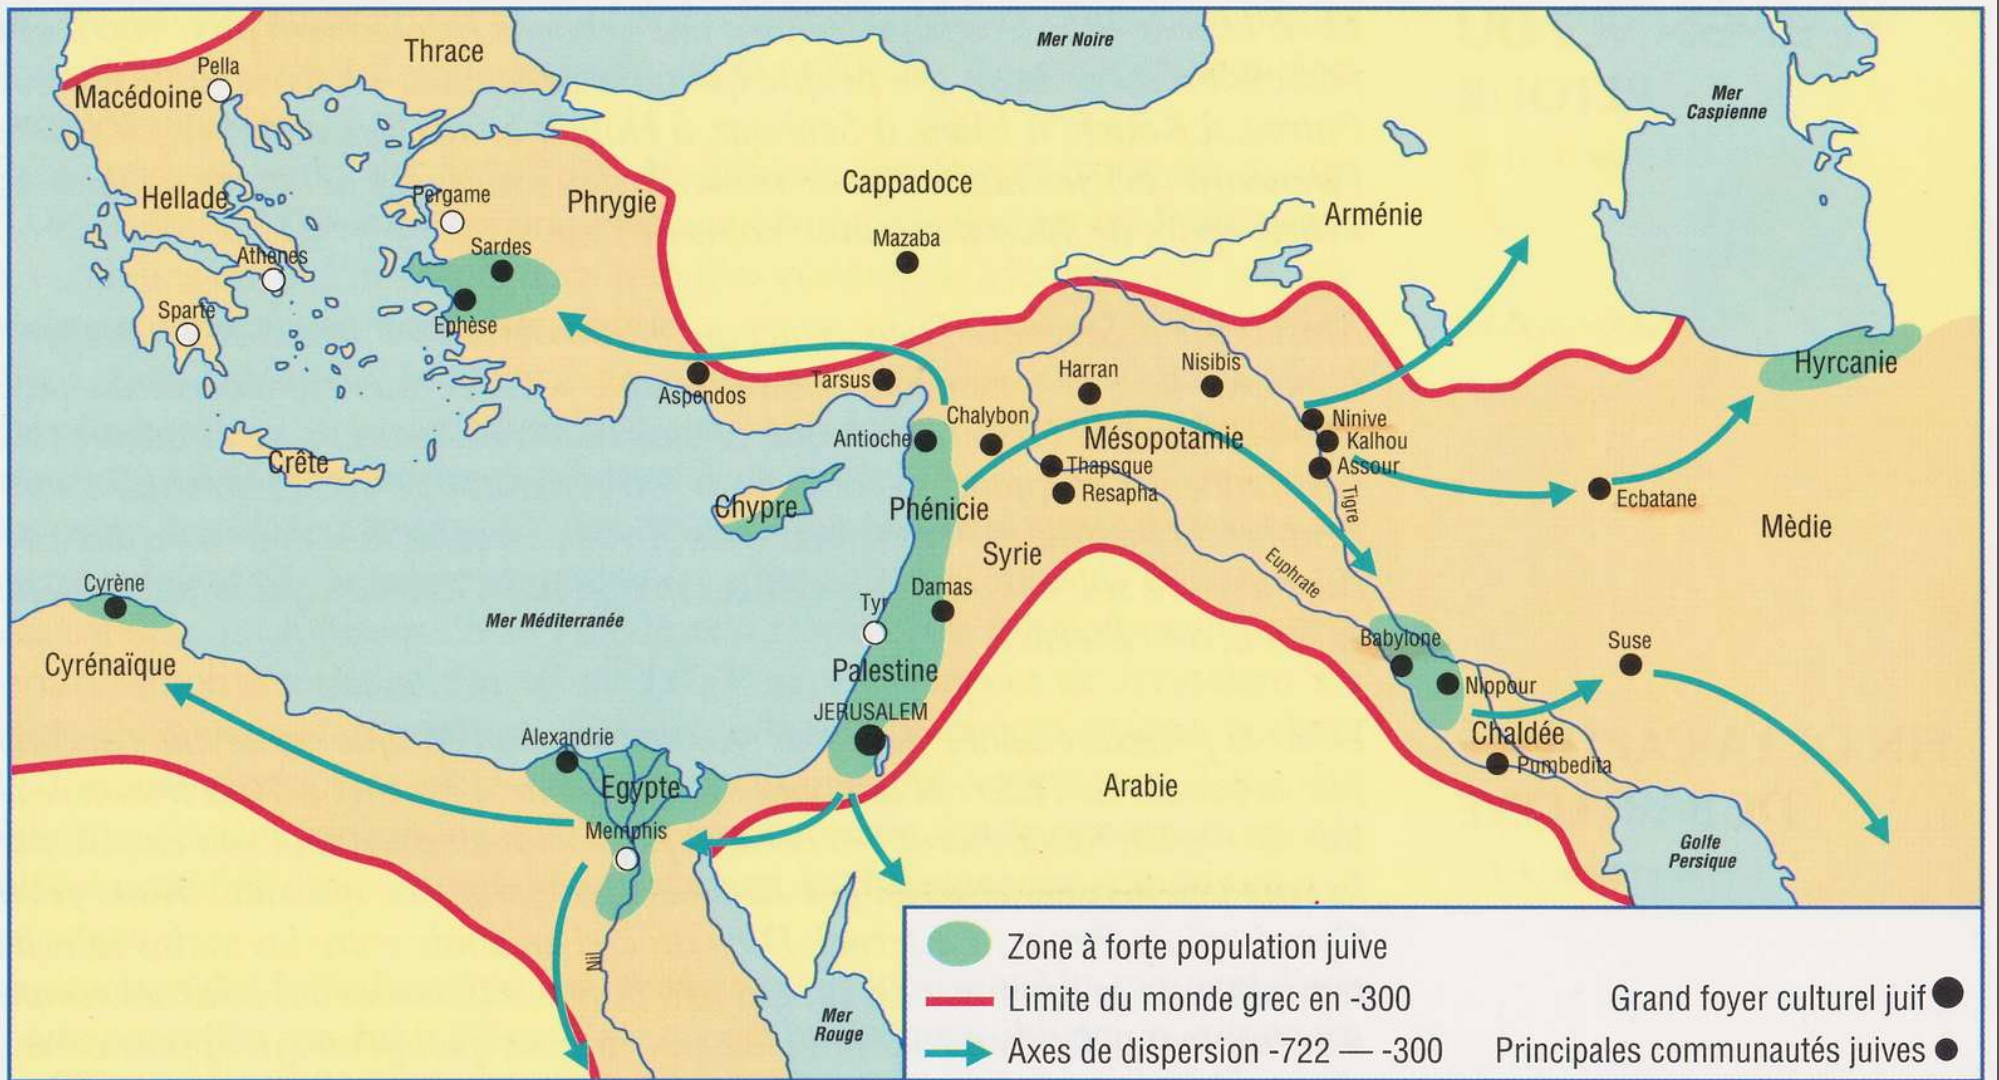 Thrace
Mer Noire
Pella
Macédoine
Mer
Caspienne
Hellade
Pergame
Phrygie
Cappadoce
Arménie
Sardes
Mazaba
Athènes
Sparte
Ephèse
Hyrcanie
Aspendos
Tarsus
Harran
Nisibis
Chalybon
Ninive
Antioche
Mésopotamie
Kalhou
Crête
Thapsque
Assour
Resapha
Ecbatane
Chypre
Phénicie
Tigre
Mèdie
Syrie
Euphrate
Cyrène
Damas
Tyr
Mer Méditerranée
Babylone
Suse
Cyrénaïque
Palestine
Nippour
JERUSALEM
Alexandrie
Chaldée
Pumbedita
Egypte
Arabie
Memphis
Golfe
Persique
Nil
Mer
Rouge
Zone à forte population juive
Limite du monde grec en -300
Grand foyer culturel juif
Axes de dispersion -722 — -300
Principales communautés juives